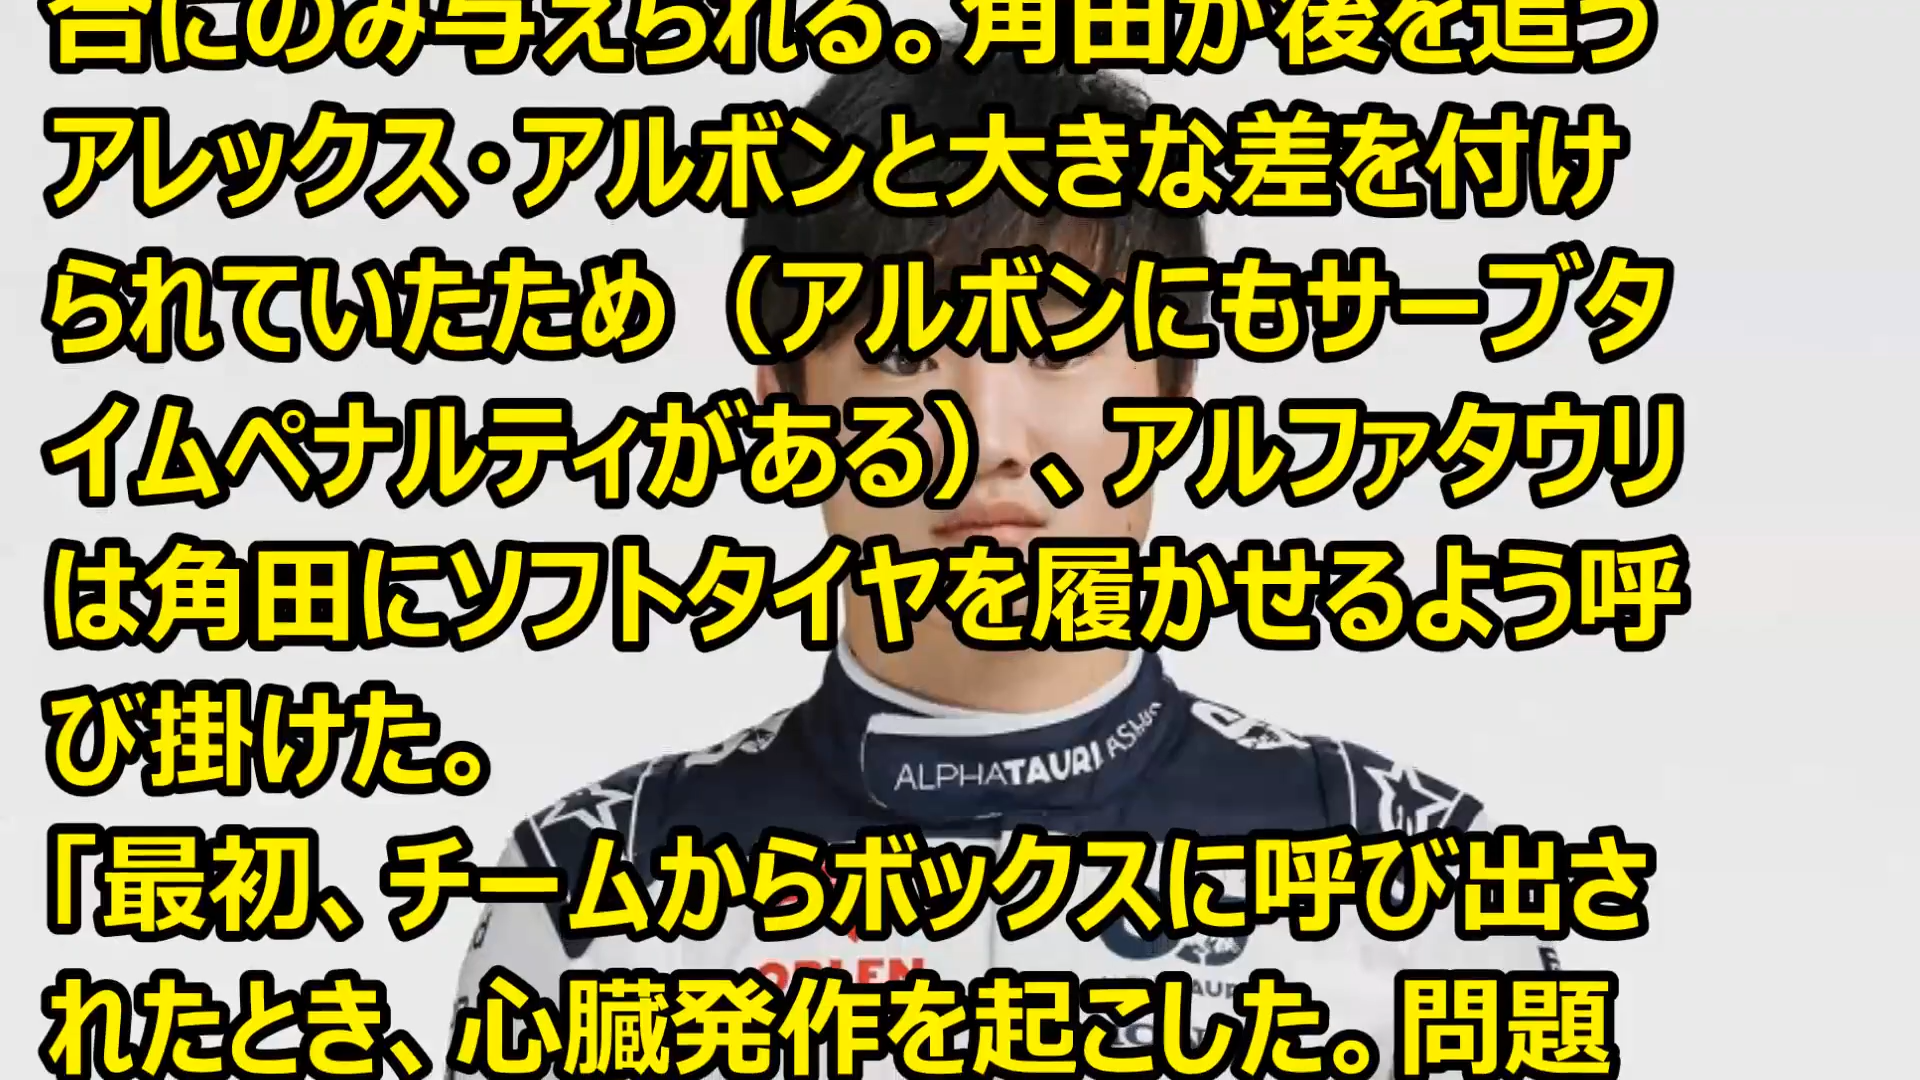 合にのみ与えられる。角田が後を追う
アレックス・アルボンと大きな差を付け
られていたため（アルボンにもサーブタ
イムペナルティがある）、アルファタウリ
は角田にソフトタイヤを履かせるよう呼
び掛けた。
「最初、チームからボックスに呼び出さ
れたとき、心臓発作を起こした。問題
ALPHATAURI
ORLEN